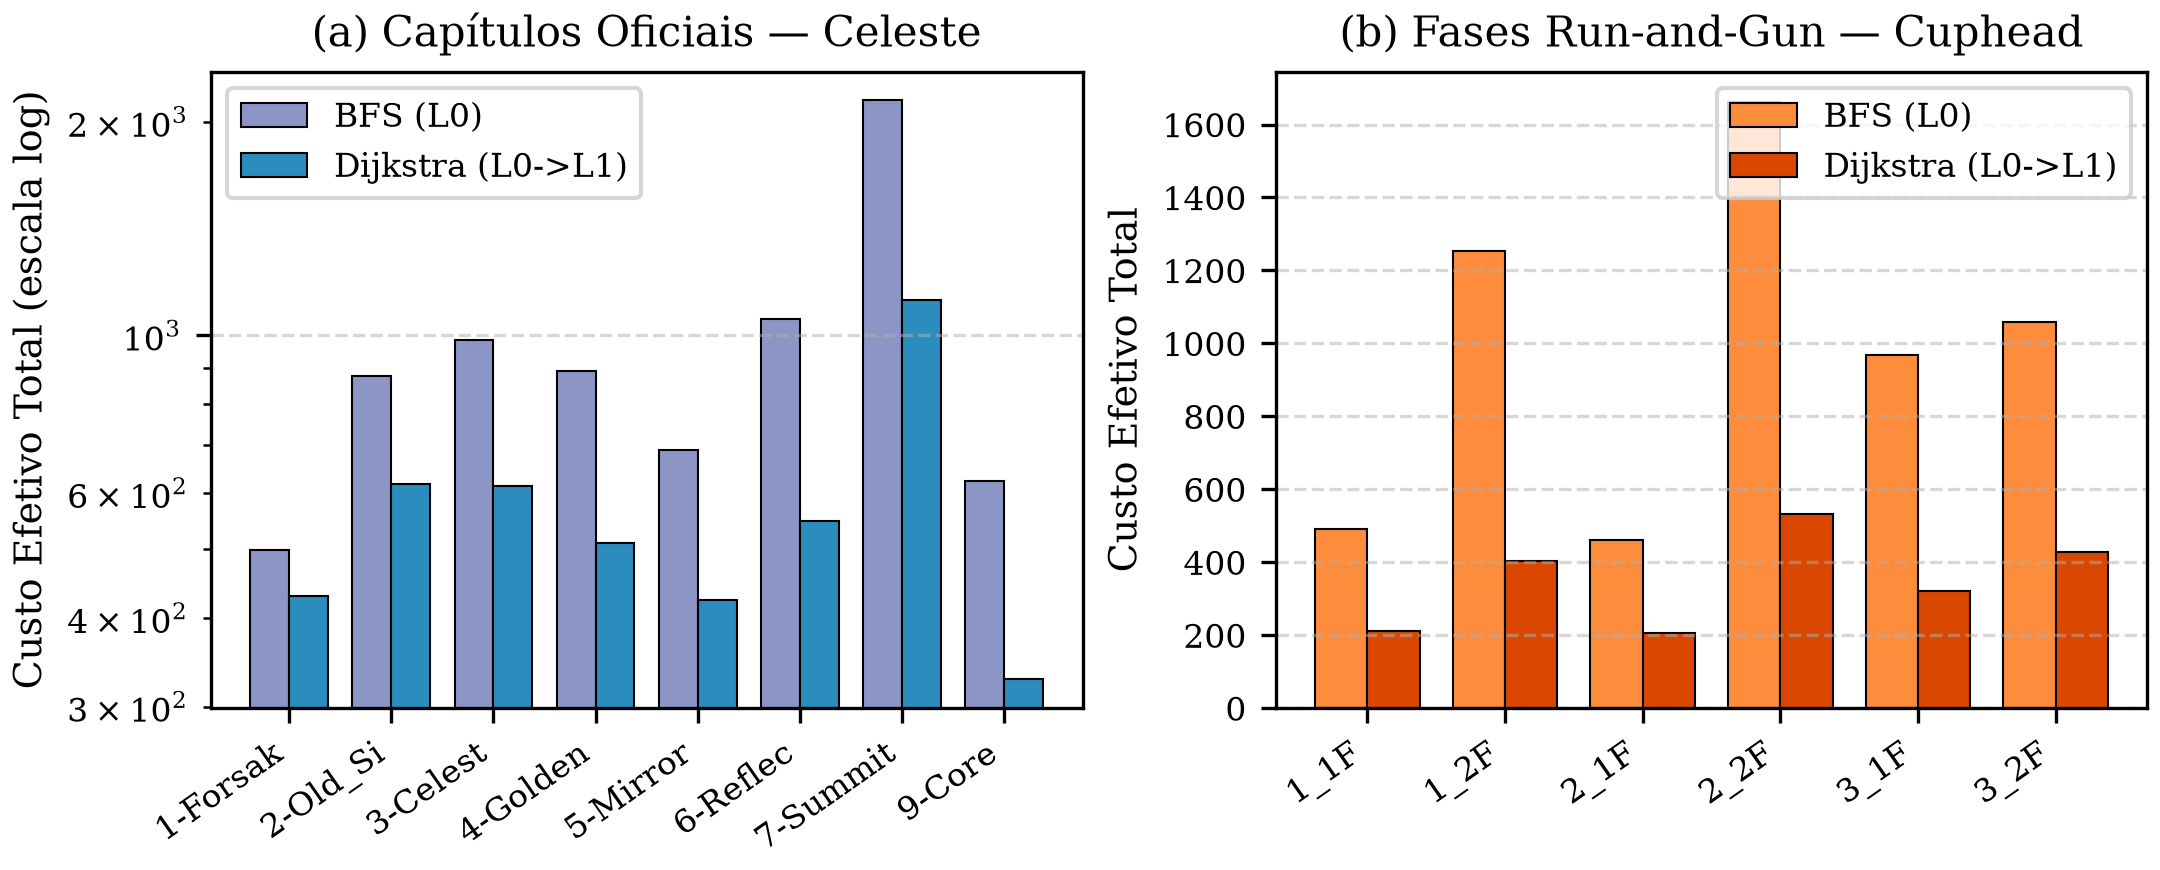 (a) Capítulos Oficiais — Celeste
Custo Efetivo Total (escala log)
2 × 10³
10³
6 × 10²
4 × 10²
3 × 10²
BFS (L0)
Dijkstra (L0->L1)
1-Forsak
2-Old_Si
3-Celest
4-Golden
5-Mirror
6-Reflec
7-Summit
9-Core
(b) Fases Run-and-Gun — Cuphead
Custo Efetivo Total
1600
1400
1200
1000
800
600
400
200
0
BFS (L0)
Dijkstra (L0->L1)
1_1F
1_2F
2_1F
2_2F
3_1F
3_2F